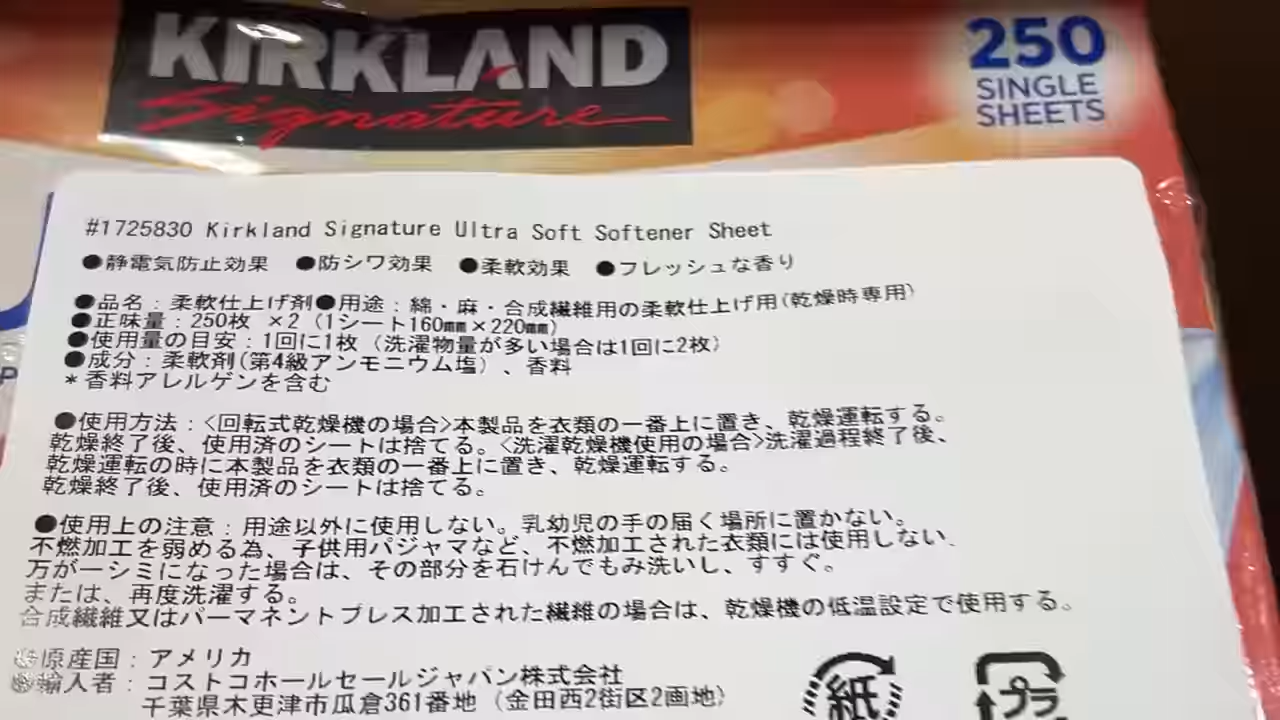 KIRKLAND
Signature
250
SINGLE
SHEETS
#1725830 Kirkland Signature Ultra Soft Softener Sheet
●静電気防止効果 ●防シワ効果 ●柔軟効果 ●フレッシュな香り
●品名：柔軟仕上げ剤●用途：綿・麻・合成繊維用の柔軟仕上げ用(乾燥時専用)
●正味量：250枚 ×2（1シート160㎜×220㎜）
●使用量の目安：1回に1枚（洗濯物量が多い場合は1回に2枚）
●成分：柔軟剤(第4級アンモニウム塩）、香料
＊香料アレルゲンを含む
●使用方法：<回転式乾燥機の場合>本製品を衣類の一番上に置き、乾燥運転する。
乾燥終了後、使用済のシートは捨てる。<洗濯乾燥機使用の場合>洗濯過程終了後、
乾燥運転の時に本製品を衣類の一番上に置き、乾燥運転する。
乾燥終了後、使用済のシートは捨てる。
●使用上の注意：用途以外に使用しない。乳幼児の手の届く場所に置かない。
不燃加工を弱める為、子供用パジャマなど、不燃加工された衣類には使用しない.
万が一シミになった場合は、その部分を石けんでもみ洗いし、すすぐ。
または、再度洗濯する。
合成繊維又はパーマネントプレス加工された繊維の場合は、乾燥機の低温設定で使用する。
●原産国：アメリカ
●輸入者：コストコホールセールジャパン株式会社
千葉県木更津市瓜倉361番地（金田西2街区2画地）
紙
プラ
P